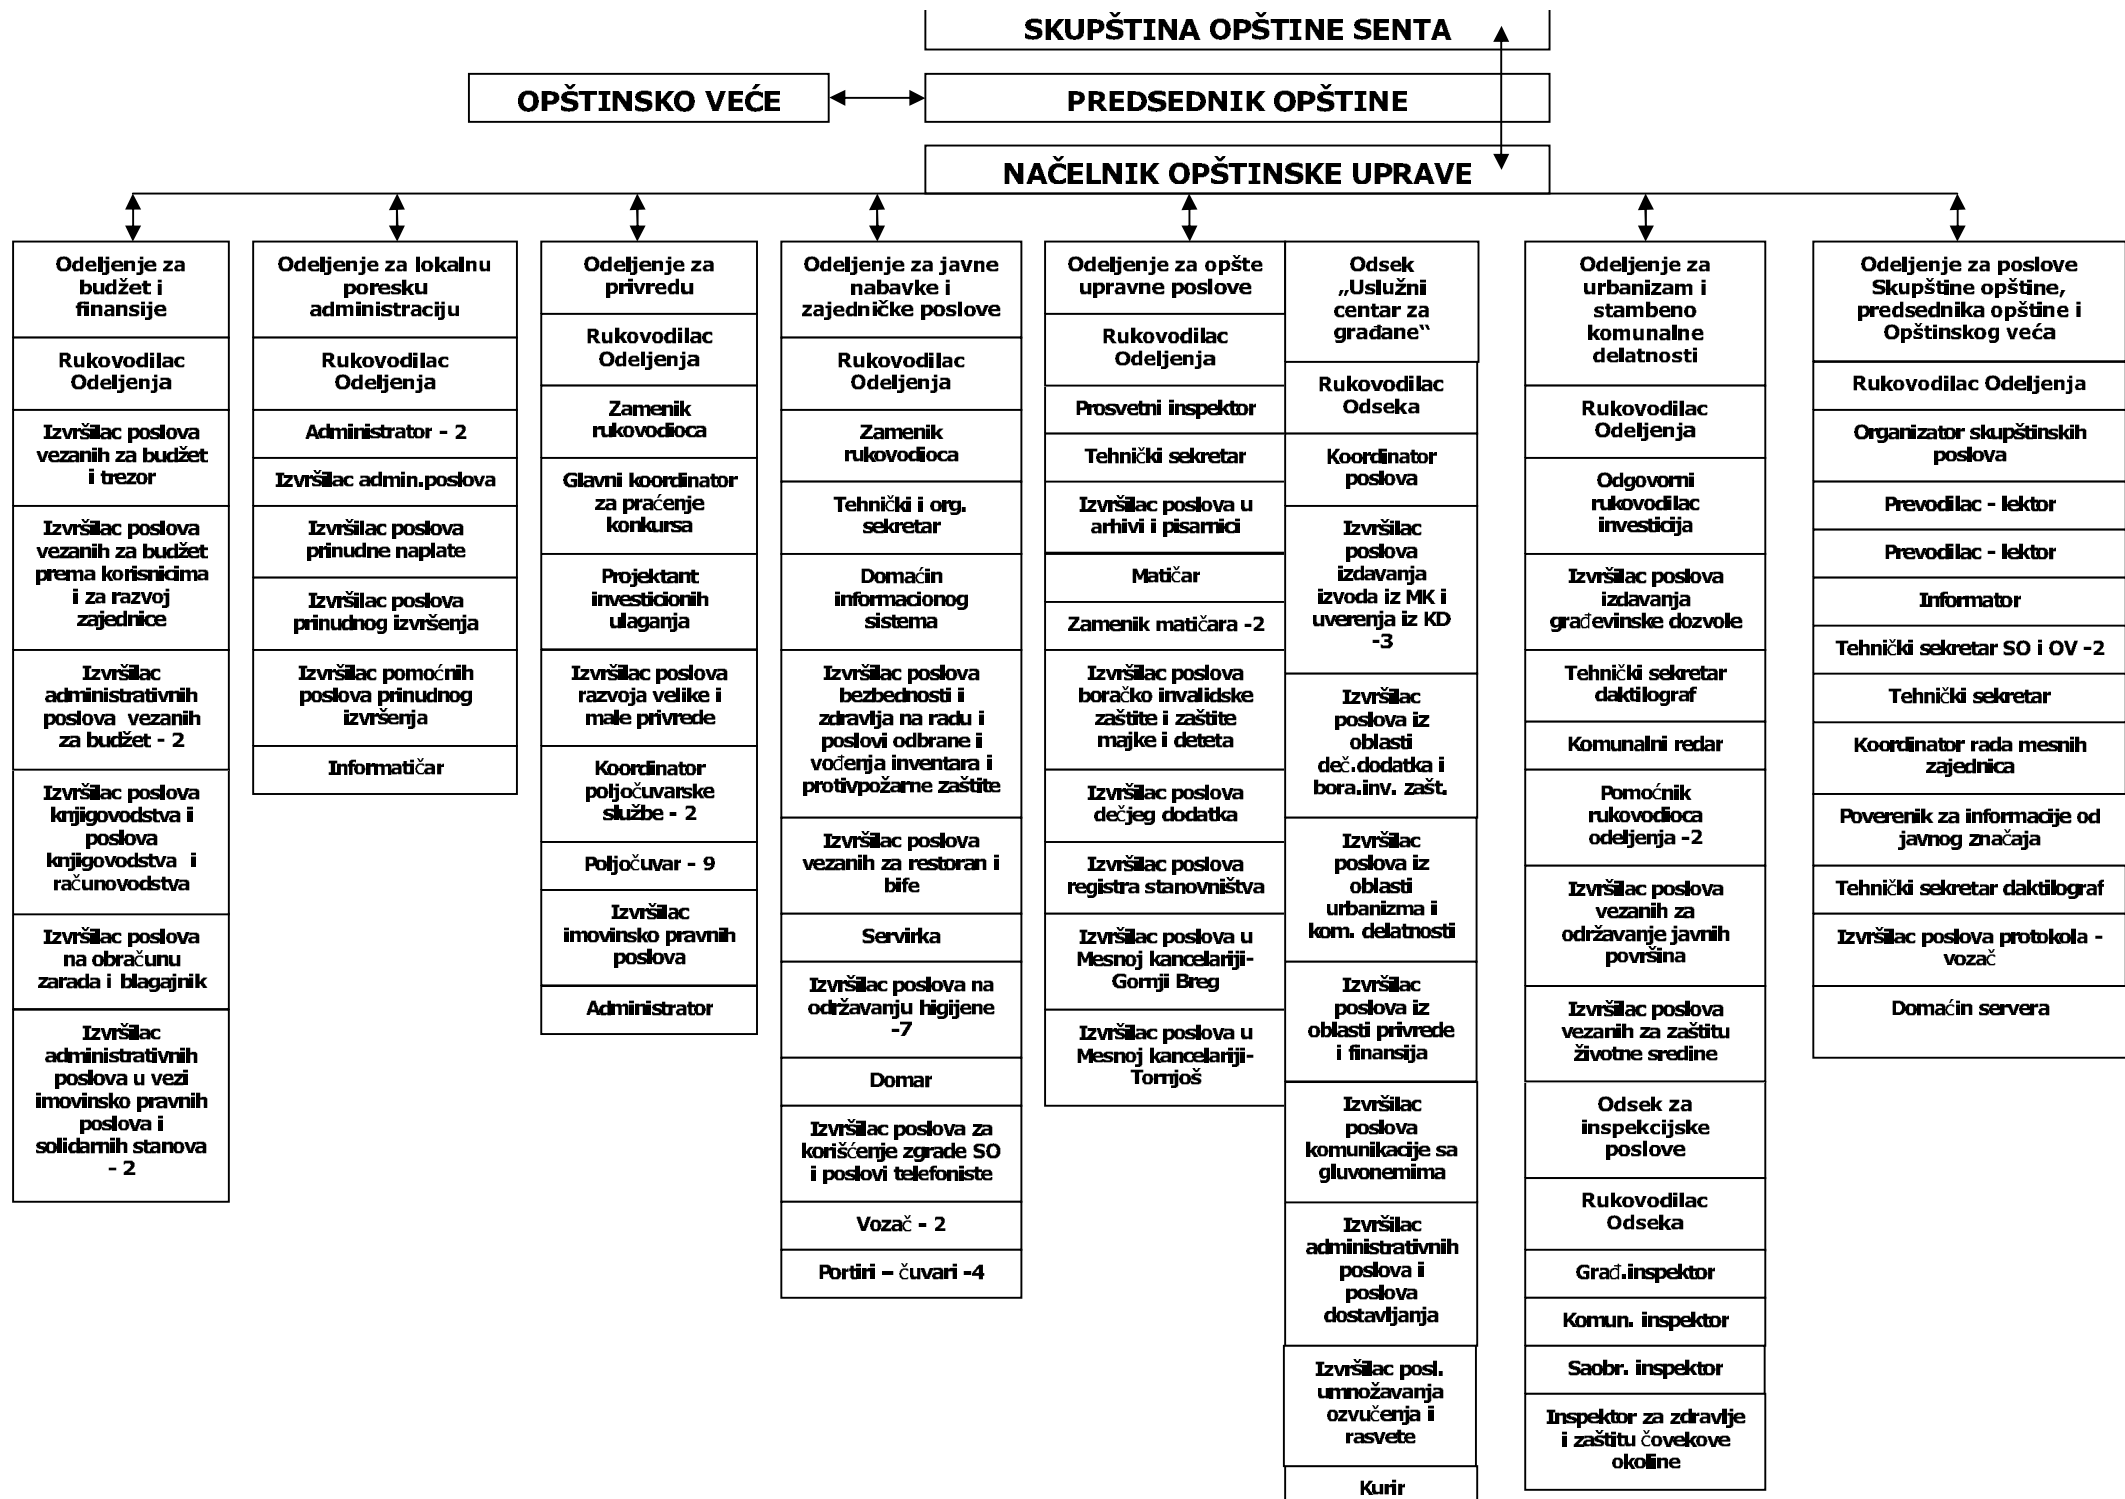 SKUPŠTINA OPŠTINE SENTA
OPŠTINSKO VEĆE
PREDSEDNIK OPŠTINE
NAČELNIK OPŠTINSKE UPRAVE
Odeljenje za
budžet i
finansije
Rukovodilac
Odeljenja
Izvršilac poslova
vezanih za budžet
i trezor
Izvršilac poslova
vezanih za budžet
prema korisnicima
i za razvoj
zajednice
Izvršilac
administrativnih
poslova vezanih
za budžet - 2
Izvršilac poslova
knjigovodstva i
poslova
knjigovodstva i
računovodstva
Izvršilac poslova
na obračunu
zarada i blagajnik
Izvršilac
administrativnih
poslova u vezi
imovinsko pravnih
poslova i
solidarnih stanova
- 2
Odeljenje za lokalnu
poresku
administraciju
Rukovodilac
Odeljenja
Administrator - 2
Izvršilac admin.poslova
Izvršilac poslova
prinudne naplate
Izvršilac poslova
prinudnog izvršenja
Izvršilac pomoćnih
poslova prinudnog
izvršenja
Informatičar
Odeljenje za
privredu
Rukovodilac
Odeljenja
Zamenik
rukovodioca
Glavni koordinator
za praćenje
konkursa
Projektant
investicionih
ulaganja
Izvršilac poslova
razvoja velike i
male privrede
Koordinator
poljočuvarske
službe - 2
Poljočuvar - 9
Izvršilac
imovinsko pravnih
poslova
Administrator
Odeljenje za javne
nabavke i
zajedničke poslove
Rukovodilac
Odeljenja
Zamenik
rukovodioca
Tehnički i org.
sekretar
Domaćin
informacionog
sistema
Izvršilac poslova
bezbednosti i
zdravlja na radu i
poslovi odbrane i
vođenja inventara i
protivpožarne zaštite
Izvršilac poslova
vezanih za restoran i
bife
Servirka
Izvršilac poslova na
održavanju higijene
-7
Domar
Izvršilac poslova za
korišćenje zgrade SO
i poslovi telefoniste
Vozač - 2
Portiri – čuvari -4
Odeljenje za opšte
upravne poslove
Rukovodilac
Odeljenja
Prosvetni inspektor
Tehnički sekretar
Izvršilac poslova u
arhivi i pisarnici
Matičar
Zamenik matičara -2
Izvršilac poslova
boračko invalidske
zaštite i zaštite
majke i deteta
Izvršilac poslova
dečjeg dodatka
Izvršilac poslova
registra stanovništva
Izvršilac poslova u
Mesnoj kancelariji-
Gornji Breg
Izvršilac poslova u
Mesnoj kancelariji-
Tornjoš
Odsek
„Uslužni
centar za
građane“
Rukovodilac
Odseka
Koordinator
poslova
Izvršilac
poslova
izdavanja
izvoda iz MK i
uverenja iz KD
-3
Izvršilac
poslova iz
oblasti
deč.dodatka i
bora.inv. zašt.
Izvršilac
poslova iz
oblasti
urbanizma i
kom. delatnosti
Izvršilac
poslova iz
oblasti privrede
i finansija
Izvršilac
poslova
komunikacije sa
gluvonemima
Izvršilac
administrativnih
poslova i
poslova
dostavljanja
Izvršilac posl.
umnožavanja
ozvučenja i
rasvete
Kurir
Odeljenje za
urbanizam i
stambeno
komunalne
delatnosti
Rukovodilac
Odeljenja
Odgovorni
rukovodilac
investicija
Izvršilac poslova
izdavanja
građevinske dozvole
Tehnički sekretar
daktilograf
Komunalni redar
Pomoćnik
rukovodioca
odeljenja -2
Izvršilac poslova
vezanih za
održavanje javnih
površina
Izvršilac poslova
vezanih za zaštitu
životne sredine
Odsek za
inspekcijske
poslove
Rukovodilac
Odseka
Građ.inspektor
Komun. inspektor
Saobr. inspektor
Inspektor za zdravlje
i zaštitu čovekove
okoline
Odeljenje za poslove
Skupštine opštine,
predsednika opštine i
Opštinskog veća
Rukovodilac Odeljenja
Organizator skupštinskih
poslova
Prevodilac - lektor
Prevodilac - lektor
Informator
Tehnički sekretar SO i OV -2
Tehnički sekretar
Koordinator rada mesnih
zajednica
Poverenik za informacije od
javnog značaja
Tehnički sekretar daktilograf
Izvršilac poslova protokola -
vozač
Domaćin servera